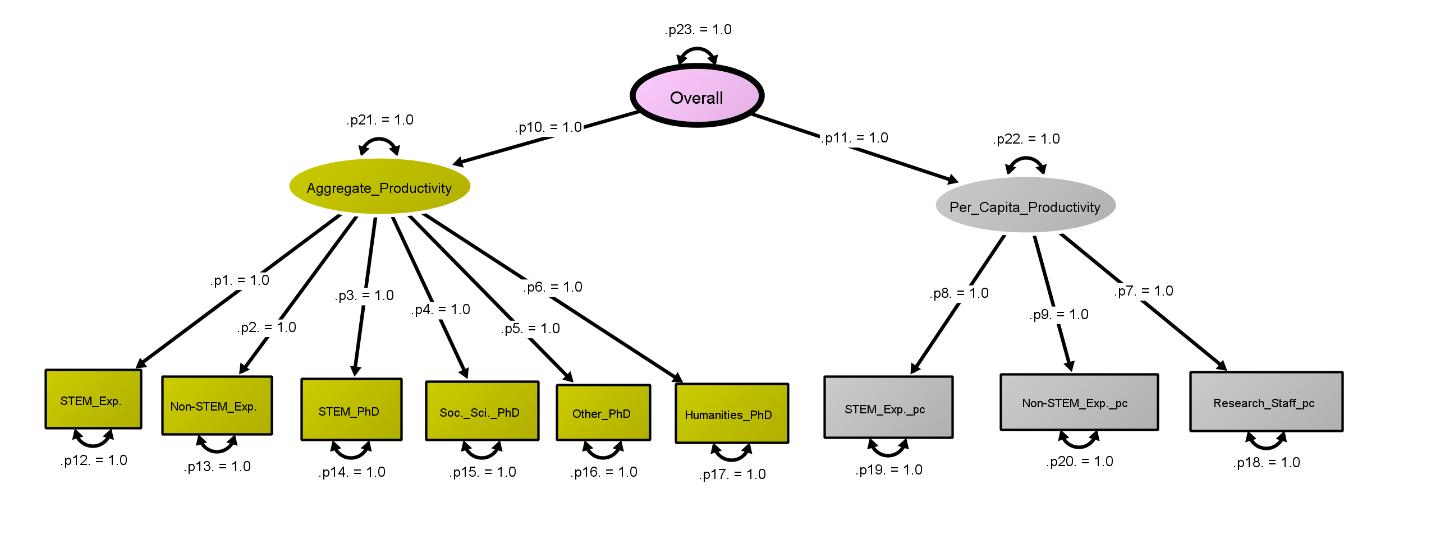 .p23. = 1.0
Overall
.p21. = 1.0
.p10. = 1.0
.p11. = 1.0
.p22. = 1.0
Aggregate_Productivity
Per_Capita_Productivity
.p1. = 1.0
.p2. = 1.0
.p3. = 1.0
.p4. = 1.0
.p5. = 1.0
.p6. = 1.0
.p8. = 1.0
.p9. = 1.0
.p7. = 1.0
STEM_Exp.
Non-STEM_Exp.
STEM_PhD
Soc._Sci._PhD
Other_PhD
Humanities_PhD
STEM_Exp._pc
Non-STEM_Exp._pc
Research_Staff_pc
.p12. = 1.0
.p13. = 1.0
.p14. = 1.0
.p15. = 1.0
.p16. = 1.0
.p17. = 1.0
.p19. = 1.0
.p20. = 1.0
.p18. = 1.0